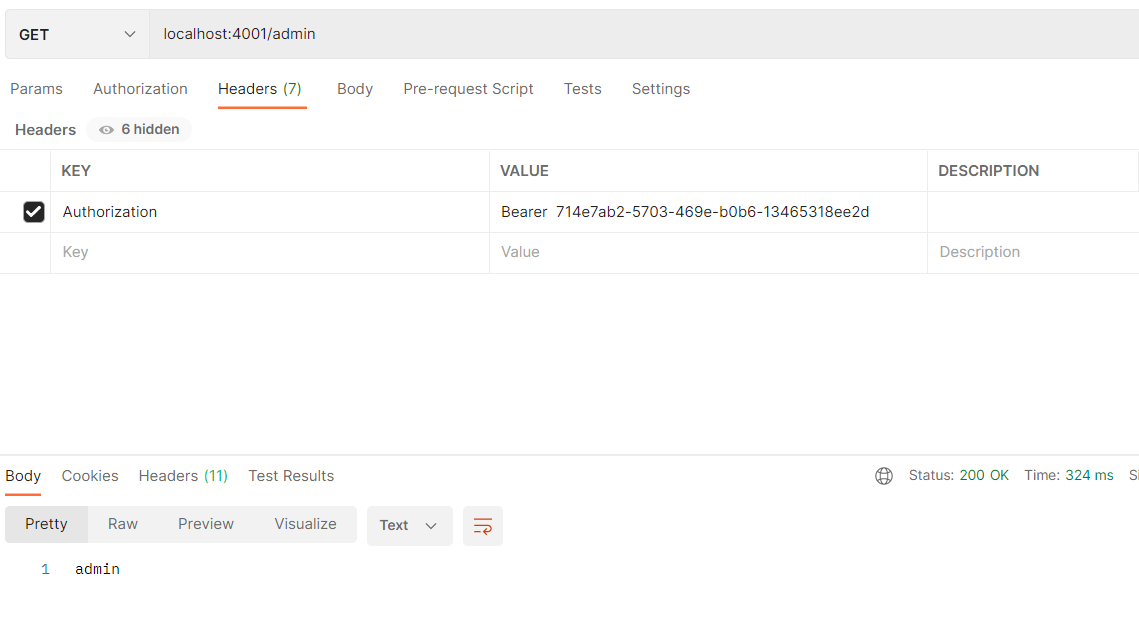 GET localhost:4001/admin
Params Authorization Headers (7) Body Pre-request Script Tests Settings
Headers 6 hidden
KEY VALUE DESCRIPTION
Authorization Bearer 714e7ab2-5703-469e-b0b6-13465318ee2d
Key Value Description
Body Cookies Headers (11) Test Results Status: 200 OK Time: 324 ms
Pretty Raw Preview Visualize Text
1 admin